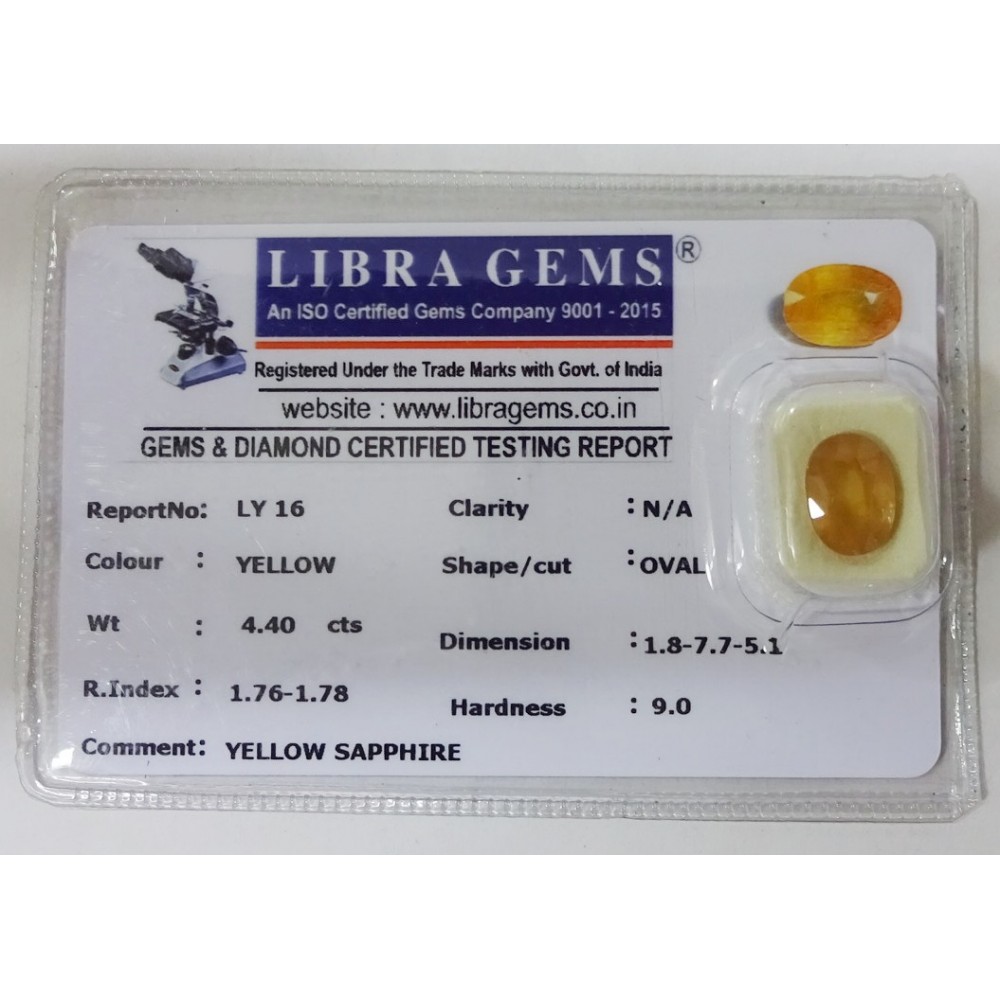 LIBRA GEMS®
An ISO Certified Gems Company 9001 - 2015
Registered Under the Trade Marks with Govt. of India
website : www.libragems.co.in
GEMS & DIAMOND CERTIFIED TESTING REPORT
ReportNo: LY 16 Clarity : N/A
Colour : YELLOW Shape/cut : OVAL
Wt : 4.40 cts Dimension : 1.8-7.7-5.1
R.Index : 1.76-1.78 Hardness : 9.0
Comment: YELLOW SAPPHIRE